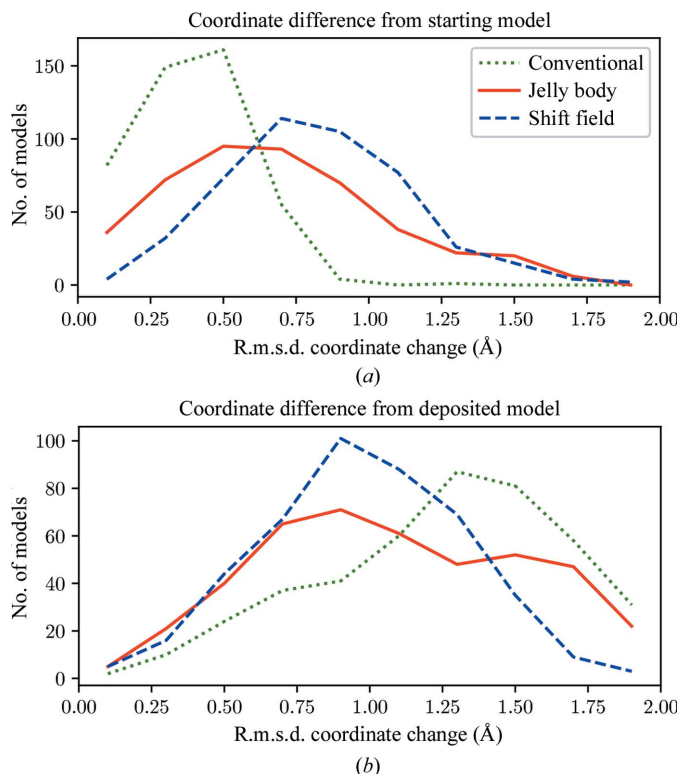 Coordinate difference from starting model
No. of models
150
100
50
0
Conventional
Jelly body
Shift field
0.00 0.25 0.50 0.75 1.00 1.25 1.50 1.75 2.00
R.m.s.d. coordinate change (Å)
(a)
Coordinate difference from deposited model
No. of models
100
80
60
40
20
0
0.00 0.25 0.50 0.75 1.00 1.25 1.50 1.75 2.00
R.m.s.d. coordinate change (Å)
(b)